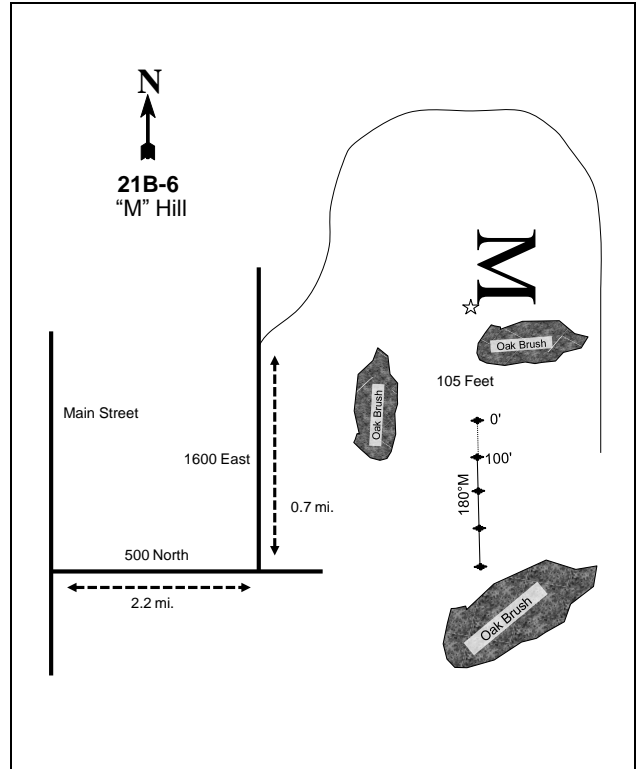 N
21B-6
“M” Hill
M
Oak Brush
105 Feet
Oak Brush
0'
Main Street
1600 East
100'
180°M
0.7 mi.
500 North
2.2 mi.
Oak Brush